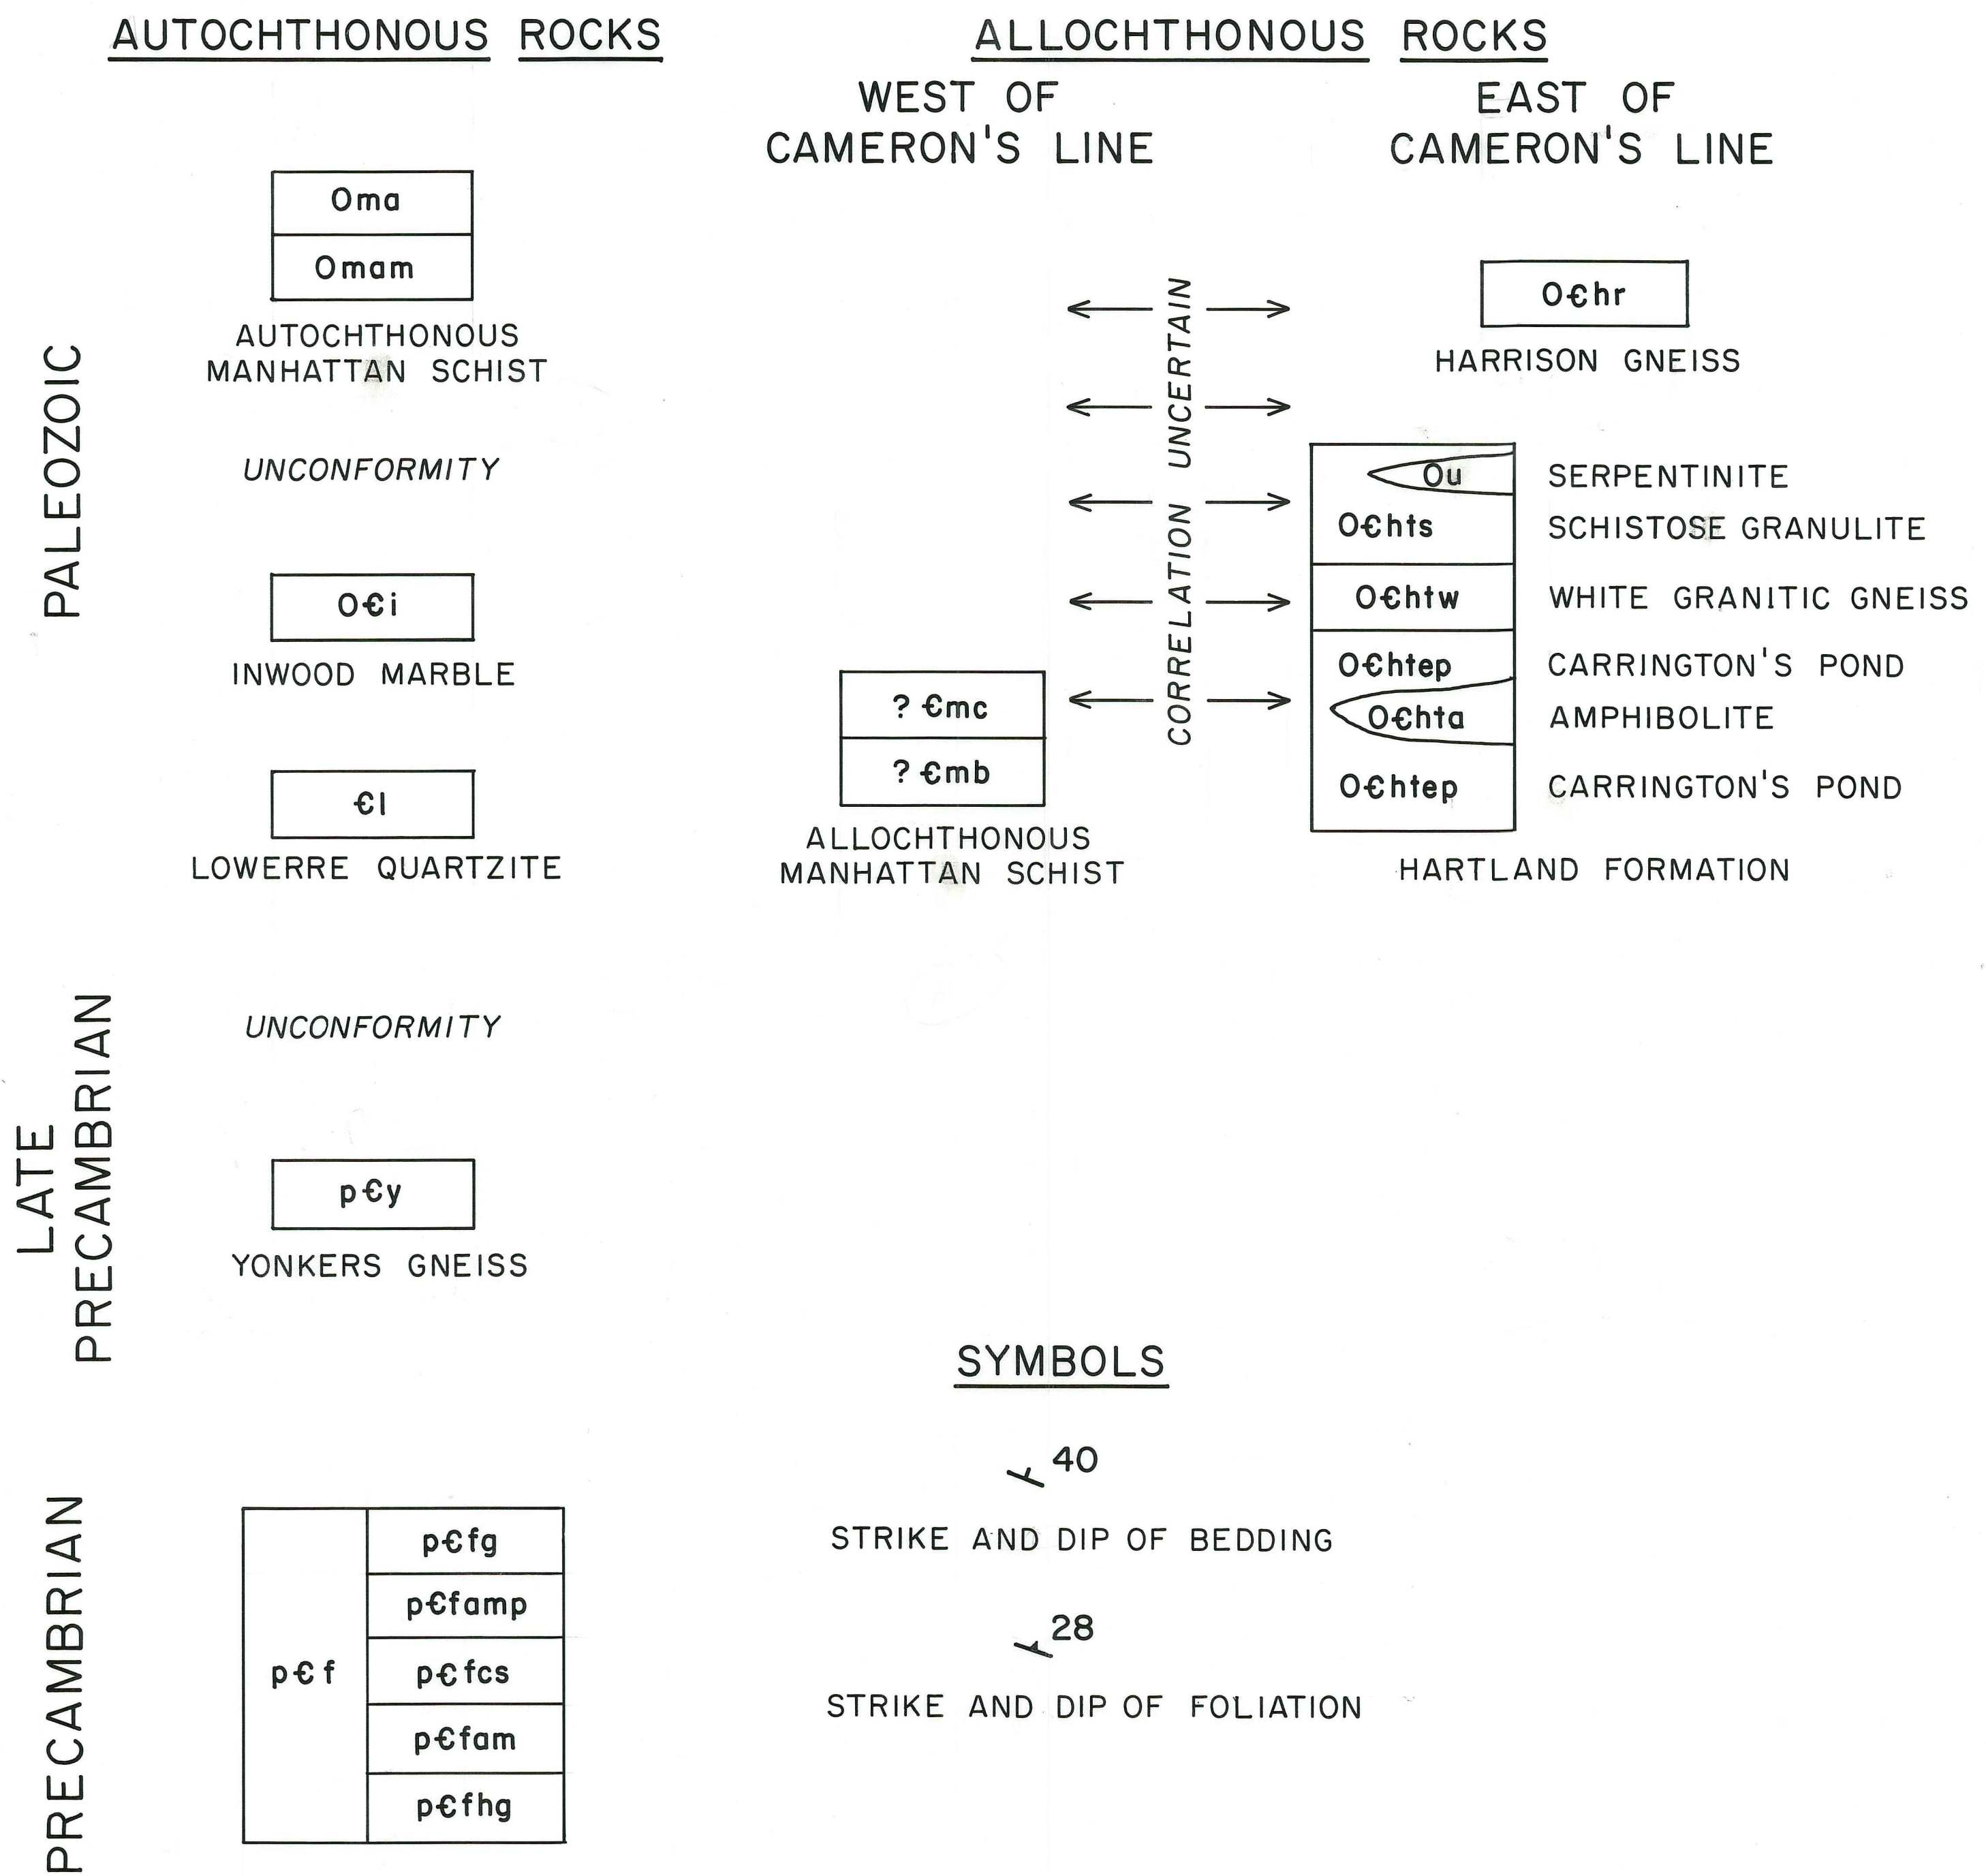 AUTOCHTHONOUS ROCKS
Oma
Omam
AUTOCHTHONOUS
MANHATTAN SCHIST
UNCONFORMITY
O€i
INWOOD MARBLE
€l
LOWERRE QUARTZITE
UNCONFORMITY
p€y
YONKERS GNEISS
p€f
p€fg
p€famp
p€fcs
p€fam
p€fhg
PALEOZOIC
LATE
PRECAMBRIAN
PRECAMBRIAN
ALLOCHTHONOUS ROCKS
WEST OF
CAMERON'S LINE
? €mc
? €mb
ALLOCHTHONOUS
MANHATTAN SCHIST
CORRELATION UNCERTAIN
EAST OF
CAMERON'S LINE
O€hr
HARRISON GNEISS
Ou SERPENTINITE
O€hts SCHISTOSE GRANULITE
O€htw WHITE GRANITIC GNEISS
O€htep CARRINGTON'S POND
O€hta AMPHIBOLITE
O€htep CARRINGTON'S POND
HARTLAND FORMATION
SYMBOLS
40
STRIKE AND DIP OF BEDDING
28
STRIKE AND DIP OF FOLIATION